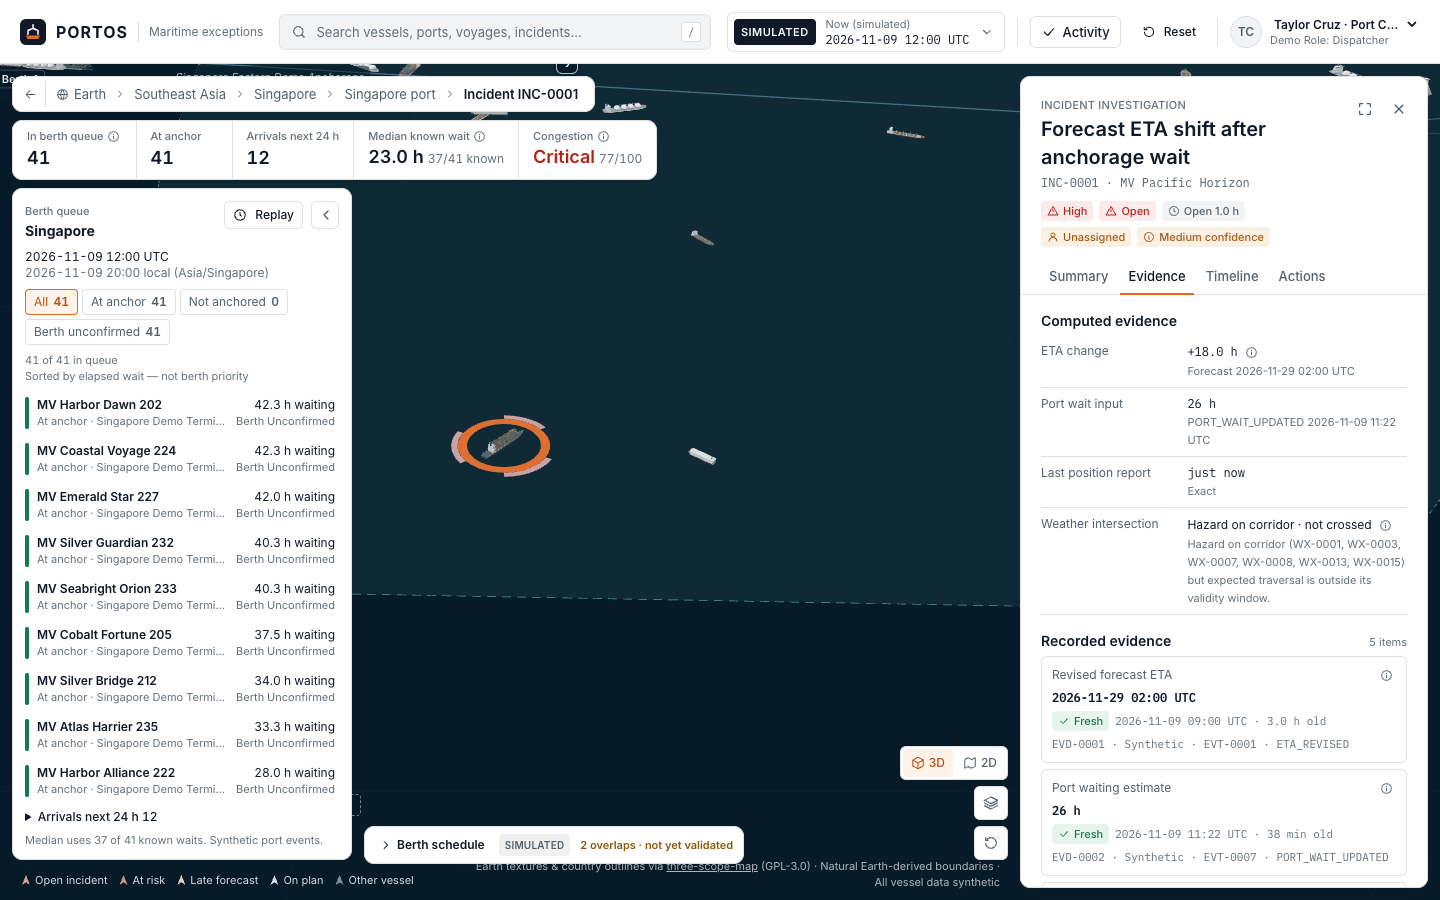 PORTOS
Maritime exceptions
Search vessels, ports, voyages, incidents...
/
SIMULATED
Now (simulated)
2026-11-09 12:00 UTC
Activity
Reset
TC
Taylor Cruz · Port C...
Demo Role: Dispatcher
Earth
Southeast Asia
Singapore
Singapore port
Incident INC-0001
In berth queue
41
At anchor
41
Arrivals next 24 h
12
Median known wait
23.0 h 37/41 known
Congestion
Critical 77/100
Berth queue
Singapore
Replay
2026-11-09 12:00 UTC
2026-11-09 20:00 local (Asia/Singapore)
All 41
At anchor 41
Not anchored 0
Berth unconfirmed 41
41 of 41 in queue
Sorted by elapsed wait — not berth priority
MV Harbor Dawn 202 42.3 h waiting
At anchor · Singapore Demo Termi... Berth Unconfirmed
MV Coastal Voyage 224 42.3 h waiting
At anchor · Singapore Demo Termi... Berth Unconfirmed
MV Emerald Star 227 42.0 h waiting
At anchor · Singapore Demo Termi... Berth Unconfirmed
MV Silver Guardian 232 40.3 h waiting
At anchor · Singapore Demo Termi... Berth Unconfirmed
MV Seabright Orion 233 40.3 h waiting
At anchor · Singapore Demo Termi... Berth Unconfirmed
MV Cobalt Fortune 205 37.5 h waiting
At anchor · Singapore Demo Termi... Berth Unconfirmed
MV Silver Bridge 212 34.0 h waiting
At anchor · Singapore Demo Termi... Berth Unconfirmed
MV Atlas Harrier 235 33.3 h waiting
At anchor · Singapore Demo Termi... Berth Unconfirmed
MV Harbor Alliance 222 28.0 h waiting
At anchor · Singapore Demo Termi... Berth Unconfirmed
Arrivals next 24 h 12
Median uses 37 of 41 known waits. Synthetic port events.
Open incident
At risk
Late forecast
On plan
Other vessel
Berth schedule
SIMULATED
2 overlaps · not yet validated
Earth textures & country outlines via three-scope-map (GPL-3.0) · Natural Earth-derived boundaries ·
All vessel data synthetic
3D
2D
INCIDENT INVESTIGATION
Forecast ETA shift after
anchorage wait
INC-0001 · MV Pacific Horizon
High
Open
Open 1.0 h
Unassigned
Medium confidence
Summary
Evidence
Timeline
Actions
Computed evidence
ETA change
+18.0 h
Forecast 2026-11-29 02:00 UTC
Port wait input
26 h
PORT_WAIT_UPDATED 2026-11-09 11:22
UTC
Last position report
just now
Exact
Weather intersection
Hazard on corridor · not crossed
Hazard on corridor (WX-0001, WX-0003,
WX-0007, WX-0008, WX-0013, WX-0015)
but expected traversal is outside its
validity window.
Recorded evidence 5 items
Revised forecast ETA
2026-11-29 02:00 UTC
Fresh 2026-11-09 09:00 UTC · 3.0 h old
EVD-0001 · Synthetic · EVT-0001 · ETA_REVISED
Port waiting estimate
26 h
Fresh 2026-11-09 11:22 UTC · 38 min old
EVD-0002 · Synthetic · EVT-0007 · PORT_WAIT_UPDATED